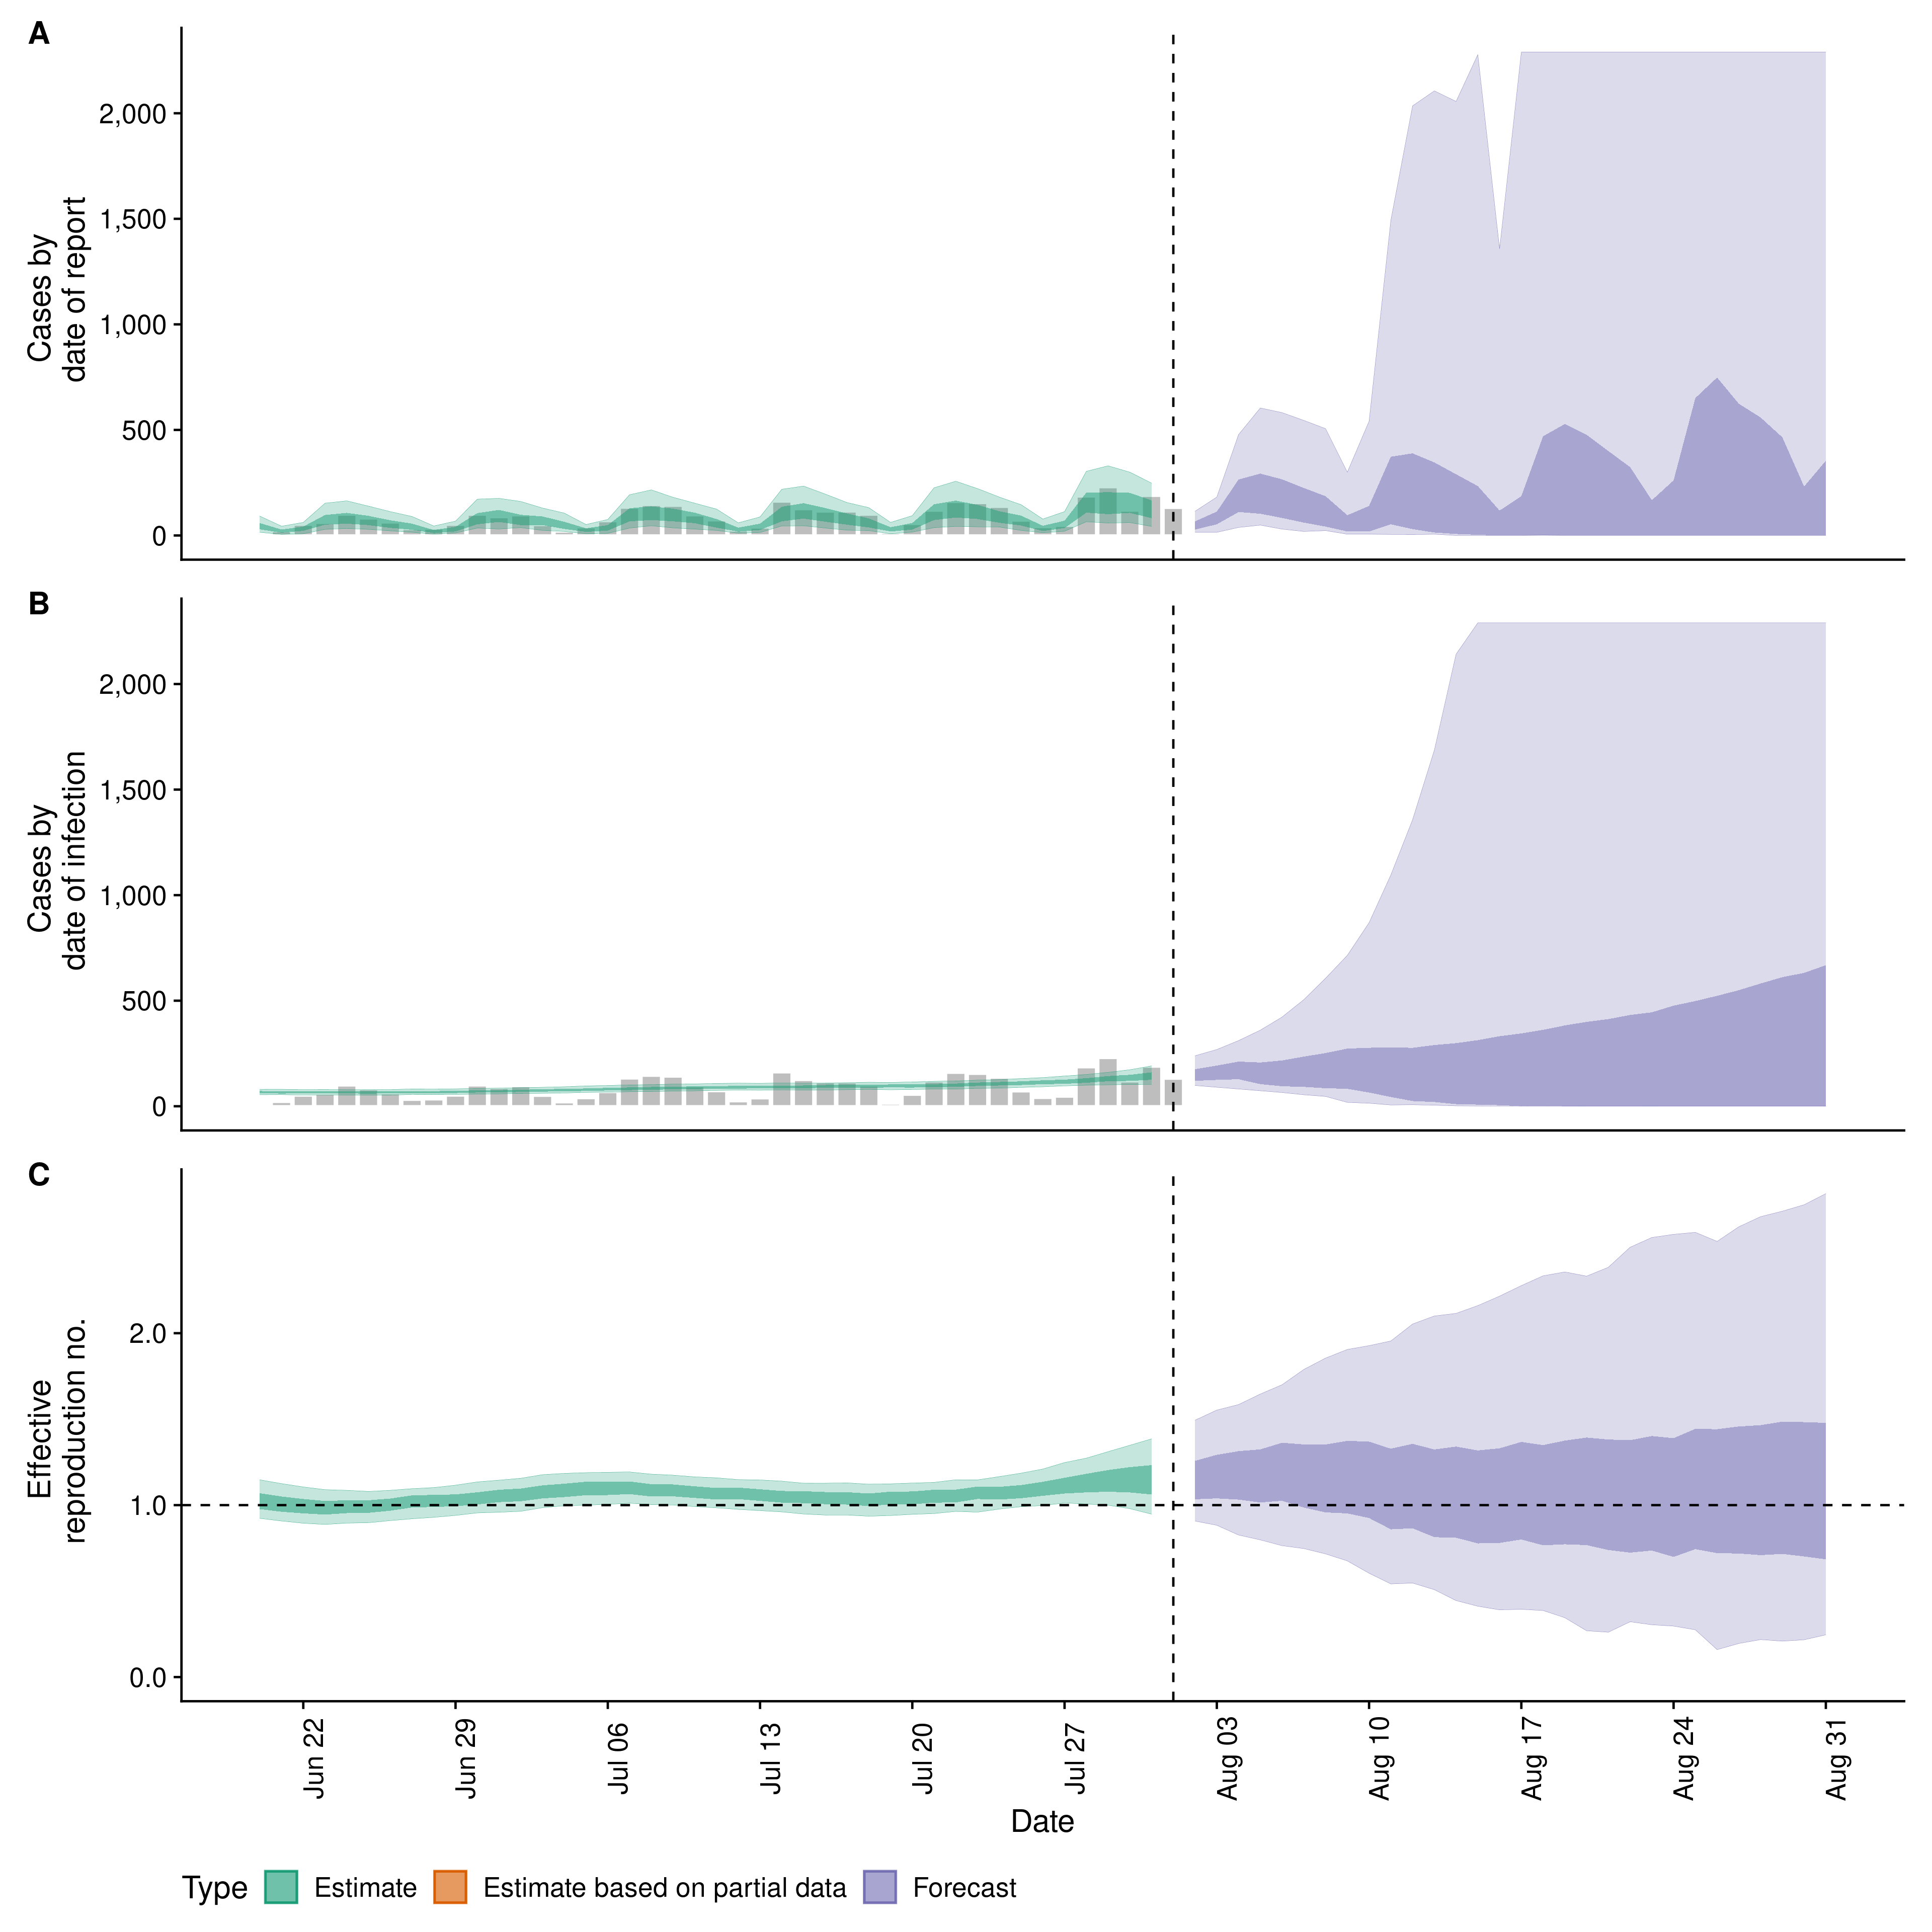 A
Cases by
date of report
2,000
1,500
1,000
500
0
B
Cases by
date of infection
2,000
1,500
1,000
500
0
C
Effective
reproduction no.
2.0
1.0
0.0
Jun 22
Jun 29
Jul 06
Jul 13
Jul 20
Jul 27
Aug 03
Aug 10
Aug 17
Aug 24
Aug 31
Date
Type Estimate Estimate based on partial data Forecast